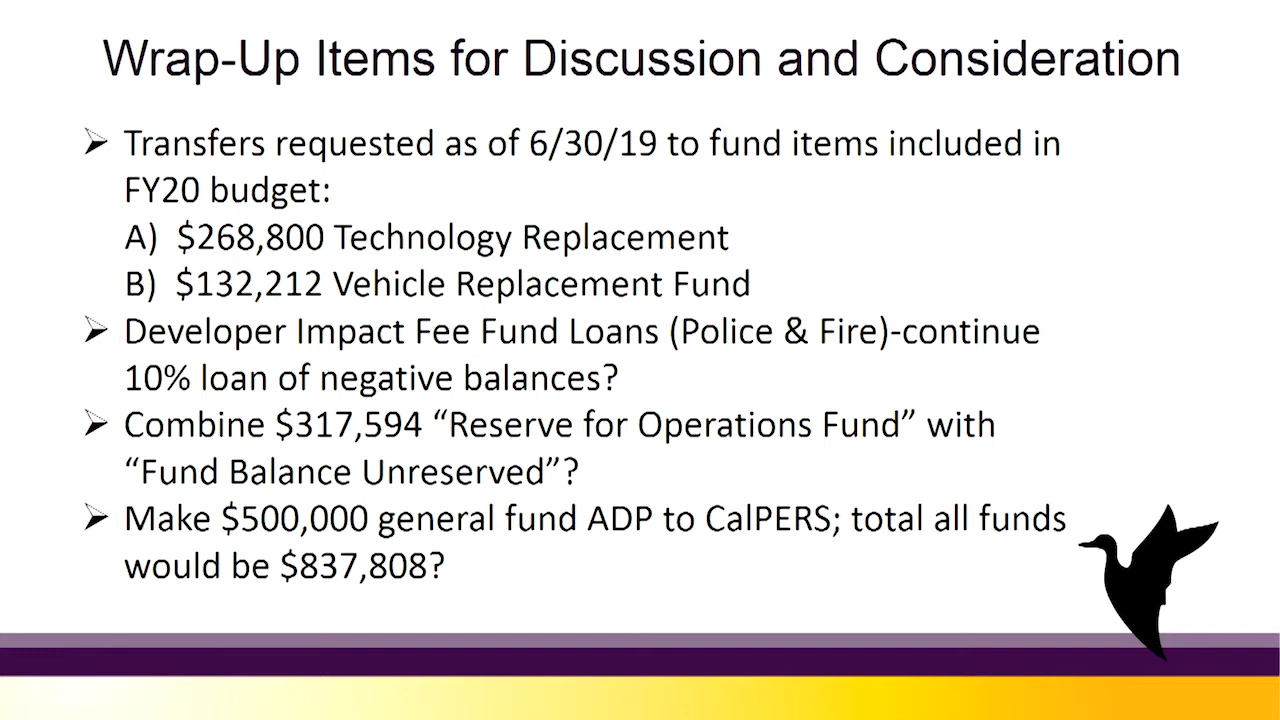 Wrap-Up Items for Discussion and Consideration
➢ Transfers requested as of 6/30/19 to fund items included in
FY20 budget:
A) $268,800 Technology Replacement
B) $132,212 Vehicle Replacement Fund
➢ Developer Impact Fee Fund Loans (Police & Fire)-continue
10% loan of negative balances?
➢ Combine $317,594 “Reserve for Operations Fund” with
“Fund Balance Unreserved”?
➢ Make $500,000 general fund ADP to CalPERS; total all funds
would be $837,808?